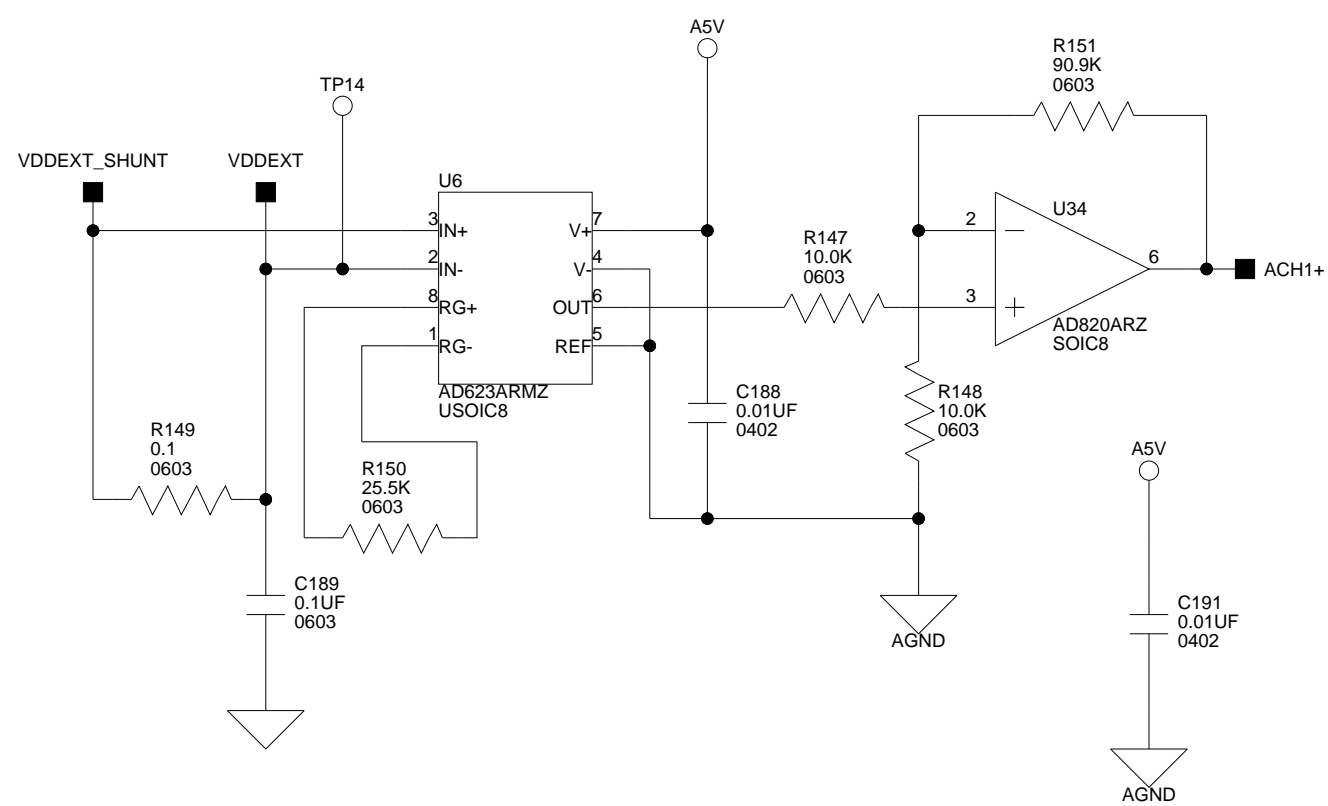 A5V
R151
90.9K
0603
TP14
VDDEXT_SHUNT
VDDEXT
U6
3
IN+
2
IN-
8
RG+
1
RG-
7
V+
4
V-
6
OUT
5
REF
AD623ARMZ
USOIC8
R147
10.0K
0603
U34
2
3
6
ACH1+
AD820ARZ
SOIC8
C188
0.01UF
0402
R148
10.0K
0603
R149
0.1
0603
R150
25.5K
0603
A5V
C189
0.1UF
0603
AGND
C191
0.01UF
0402
AGND